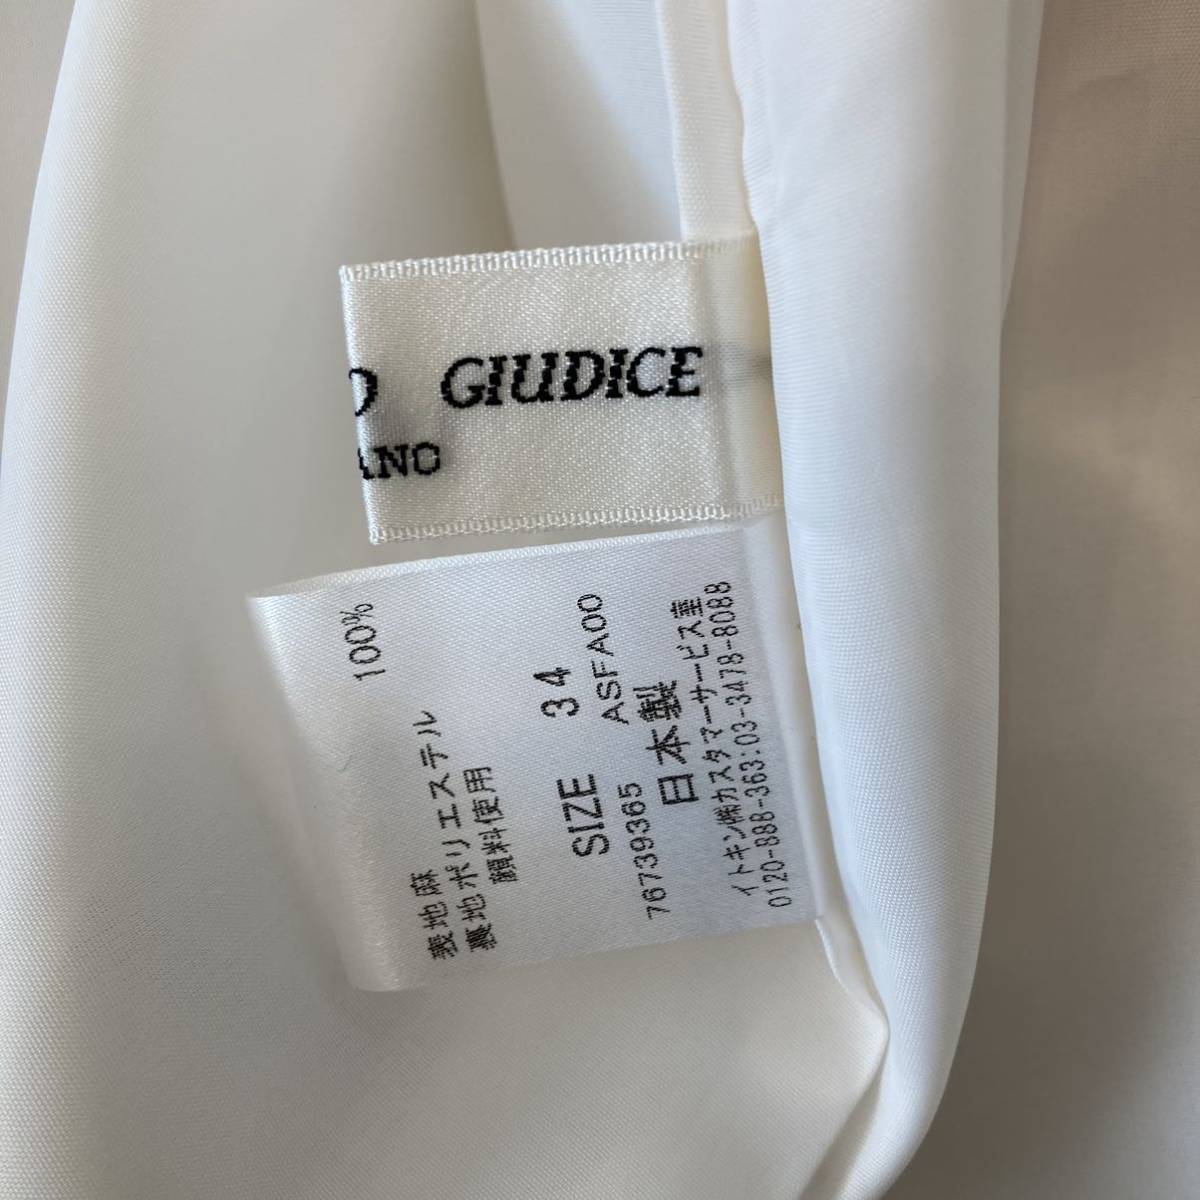 GIUDICE
100%
表地麻
裏地ポリエステル
顔料使用
SIZE 34
76739365 ASFA00
日本製
イトキン㈱カスタマーサービス室
0120-888-363:03-3478-8088